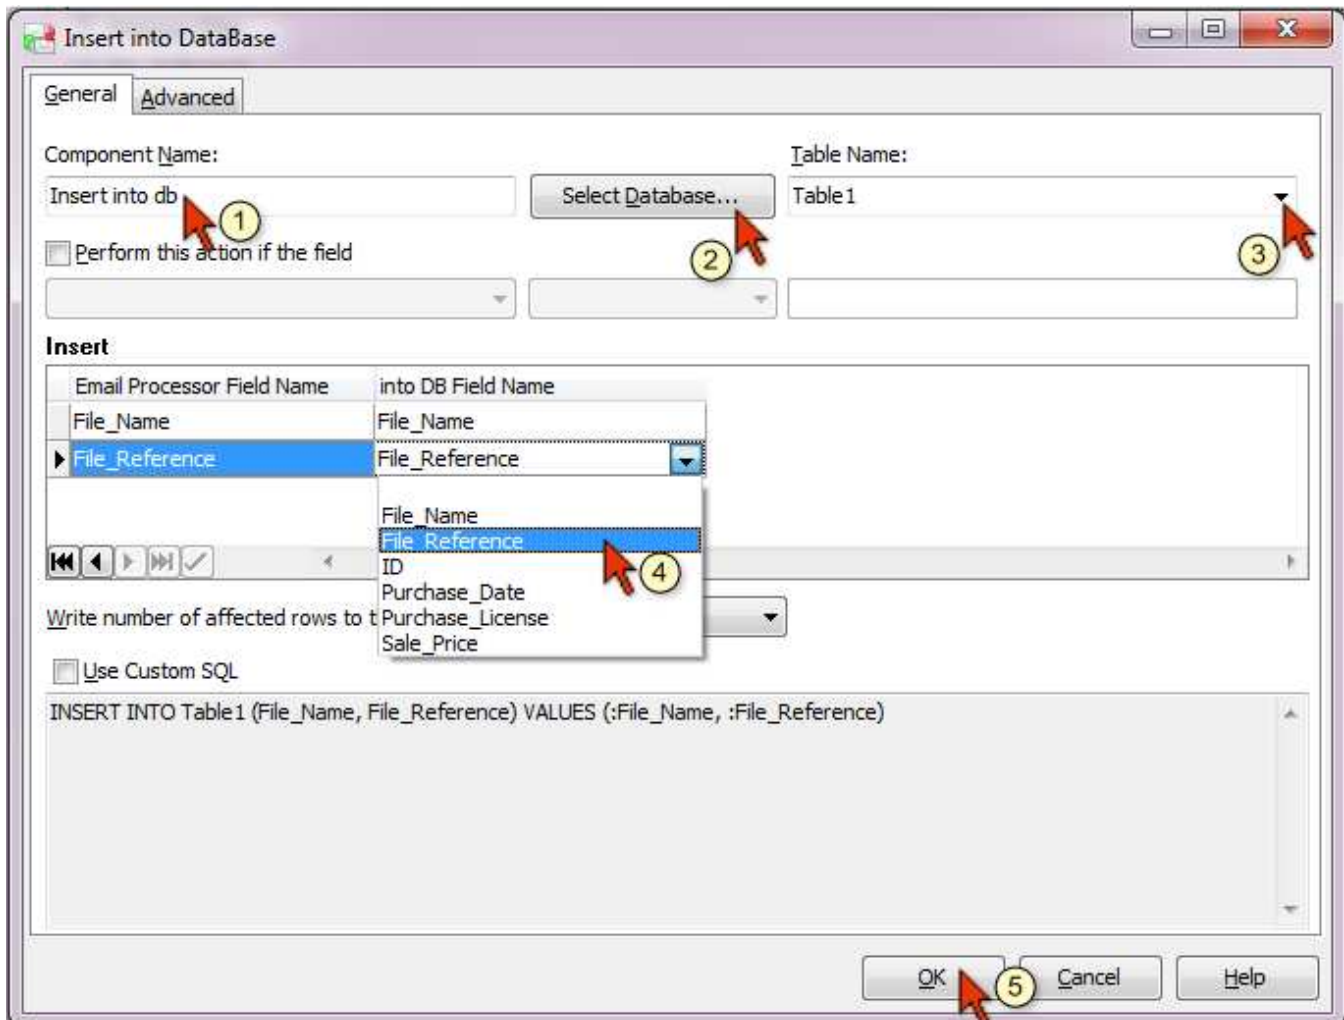 Insert into DataBase
General Advanced
Component Name: Table Name:
Insert into db Select Database... Table1
1 2 3
Perform this action if the field
Insert
Email Processor Field Name into DB Field Name
File_Name File_Name
File_Reference File_Reference
File_Name
File_Reference
4
ID
Purchase_Date
Write number of affected rows to t Purchase_License
Sale_Price
Use Custom SQL
INSERT INTO Table1 (File_Name, File_Reference) VALUES (:File_Name, :File_Reference)
OK 5 Cancel Help